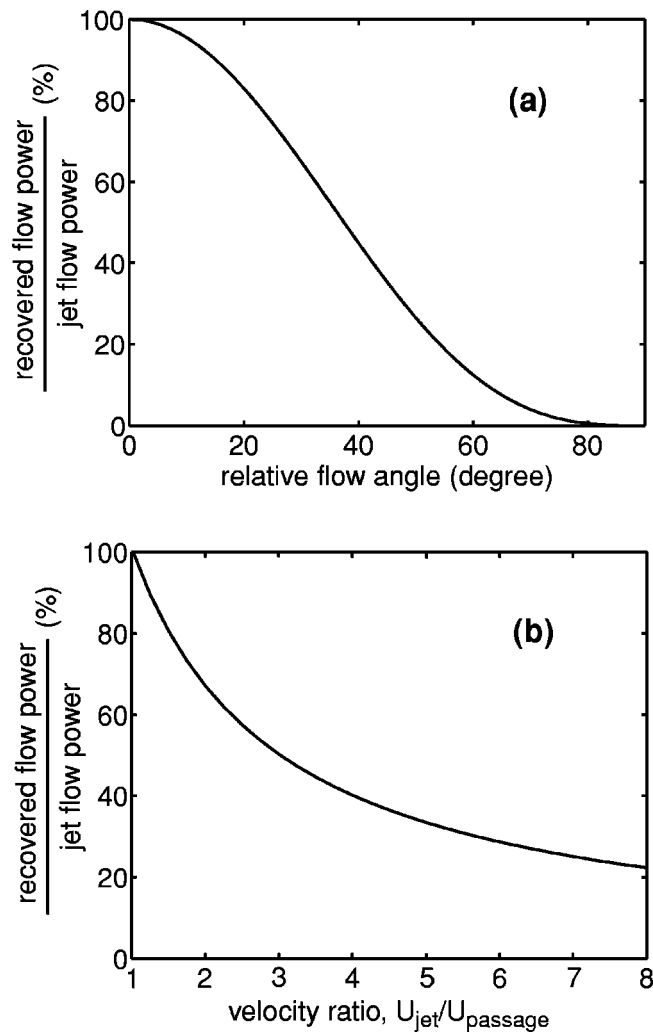 100
80
60
40
20
0
recovered flow power
jet flow power
(%)
(a)
0 20 40 60 80
relative flow angle (degree)
100
80
60
40
20
0
recovered flow power
jet flow power
(%)
(b)
1 2 3 4 5 6 7 8
velocity ratio, Ujet/Upassage